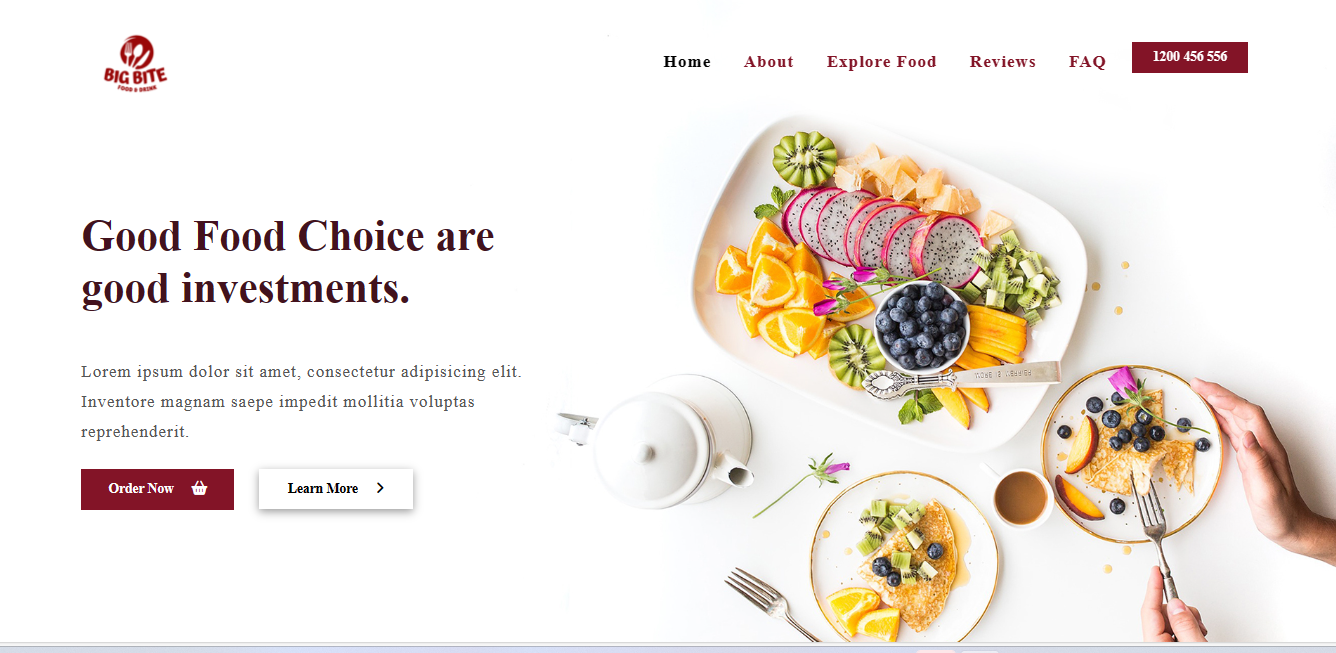 BIG BITE
FOOD & DRINK
Home About Explore Food Reviews FAQ 1200 456 556
Good Food Choice are
good investments.
Lorem ipsum dolor sit amet, consectetur adipisicing elit.
Inventore magnam saepe impedit mollitia voluptas
reprehenderit.
Order Now
Learn More